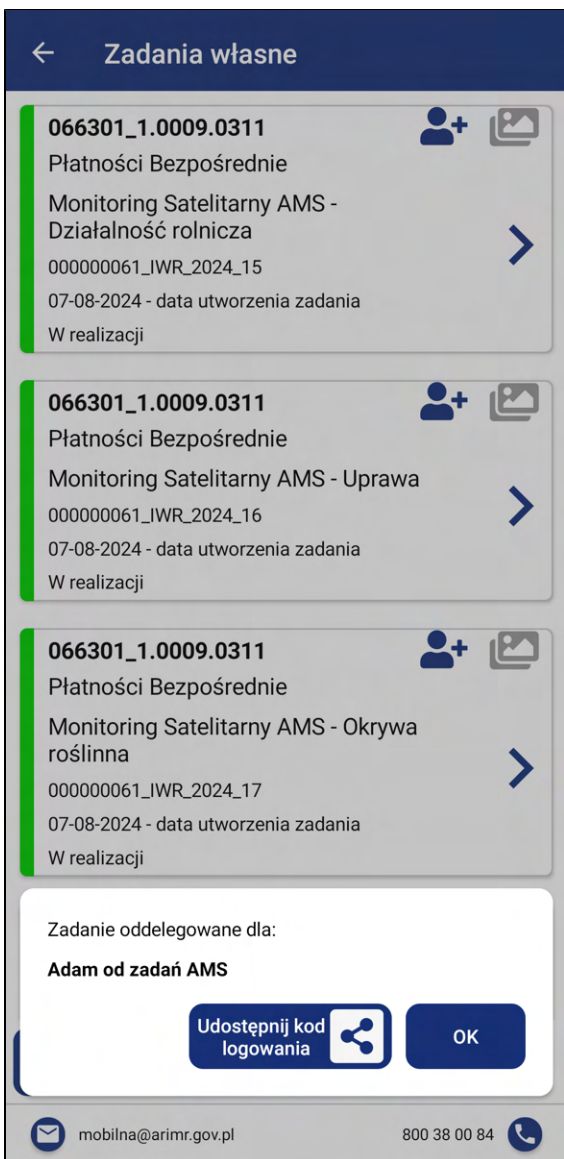 Zadania własne
066301_1.0009.0311
Płatności Bezpośrednie
Monitoring Satelitarny AMS -
Działalność rolnicza
000000061_IWR_2024_15
07-08-2024 - data utworzenia zadania
W realizacji
066301_1.0009.0311
Płatności Bezpośrednie
Monitoring Satelitarny AMS - Uprawa
000000061_IWR_2024_16
07-08-2024 - data utworzenia zadania
W realizacji
066301_1.0009.0311
Płatności Bezpośrednie
Monitoring Satelitarny AMS - Okrywa
roślinna
000000061_IWR_2024_17
07-08-2024 - data utworzenia zadania
W realizacji
Zadanie oddelegowane dla:
Adam od zadań AMS
Udostępnij kod
logowania
OK
mobilna@arimr.gov.pl
800 38 00 84